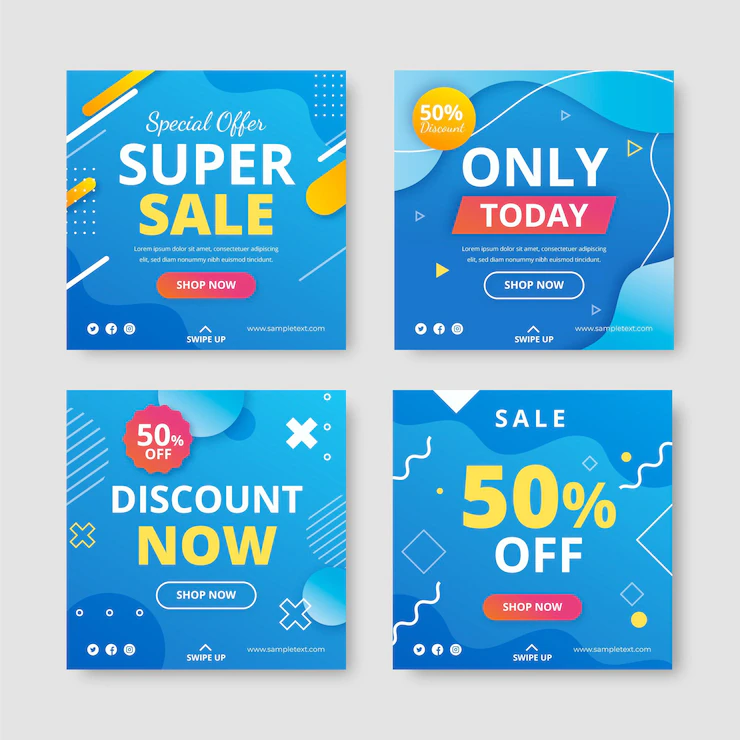 Special Offer
SUPER
SALE
Lorem ipsum dolor sit amet, consectetuer adipiscing
elit, sed diam nonummy nibh euismod tincidunt.
SHOP NOW
SWIPE UP
www.sampletext.com
50%
Discount
ONLY
TODAY
Lorem ipsum dolor sit amet, consectetuer adipiscing
elit, sed diam nonummy nibh euismod tincidunt.
SHOP NOW
SWIPE UP
www.sampletext.com
50%
OFF
DISCOUNT
NOW
SHOP NOW
SWIPE UP
www.sampletext.com
SALE
50%
OFF
SHOP NOW
SWIPE UP
www.sampletext.com